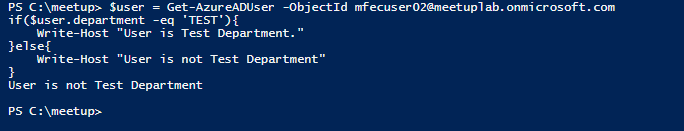 PS C:\meetup> $user = Get-AzureADUser -ObjectId mfecuser02@meetuplab.onmicrosoft.com
if($user.department -eq 'TEST'){
    Write-Host "User is Test Department."
}else{
    Write-Host "User is not Test Department"
}
User is not Test Department
PS C:\meetup>